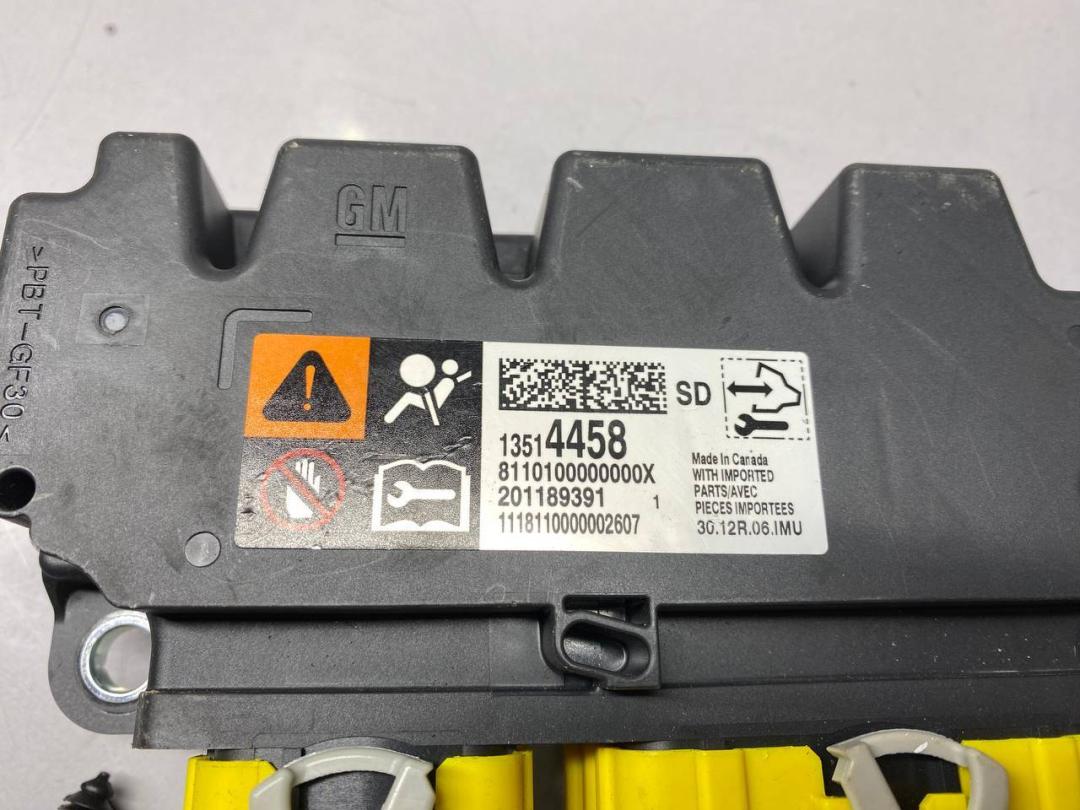 GM
>PBT-GF30<
SD
13514458
8110100000000X
201189391 1
1118110000002607
Made In Canada
WITH IMPORTED
PARTS/AVEC
PIECES IMPORTEES
30.12R.06.IMU